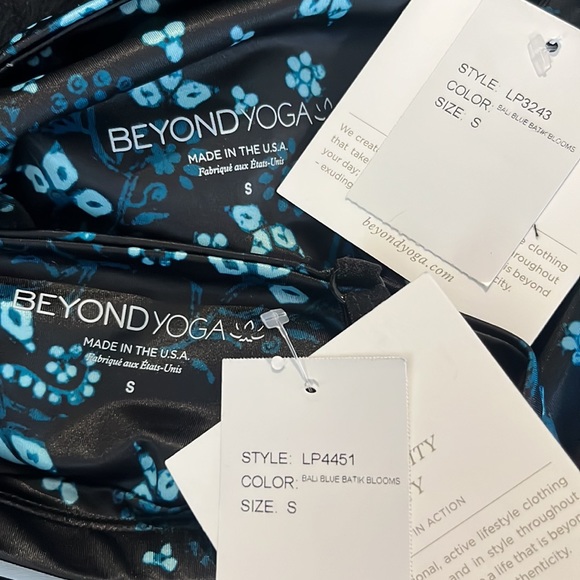 BEYOND YOGA
MADE IN THE U.S.A.
Fabriqué aux États-Unis
S
STYLE: LP3243
COLOR: BALI BLUE BATIK BLOOMS
SIZE: S
We create
that take
your day;
- exuding
clothing
throughout
is beyond
beyondyoga.com
BEYOND YOGA
MADE IN THE U.S.A.
Fabriqué aux États-Unis
S
STYLE: LP4451
COLOR: BALI BLUE BATIK BLOOMS
SIZE: S
IN ACTION
active lifestyle clothing
and in style throughout
that is beyond